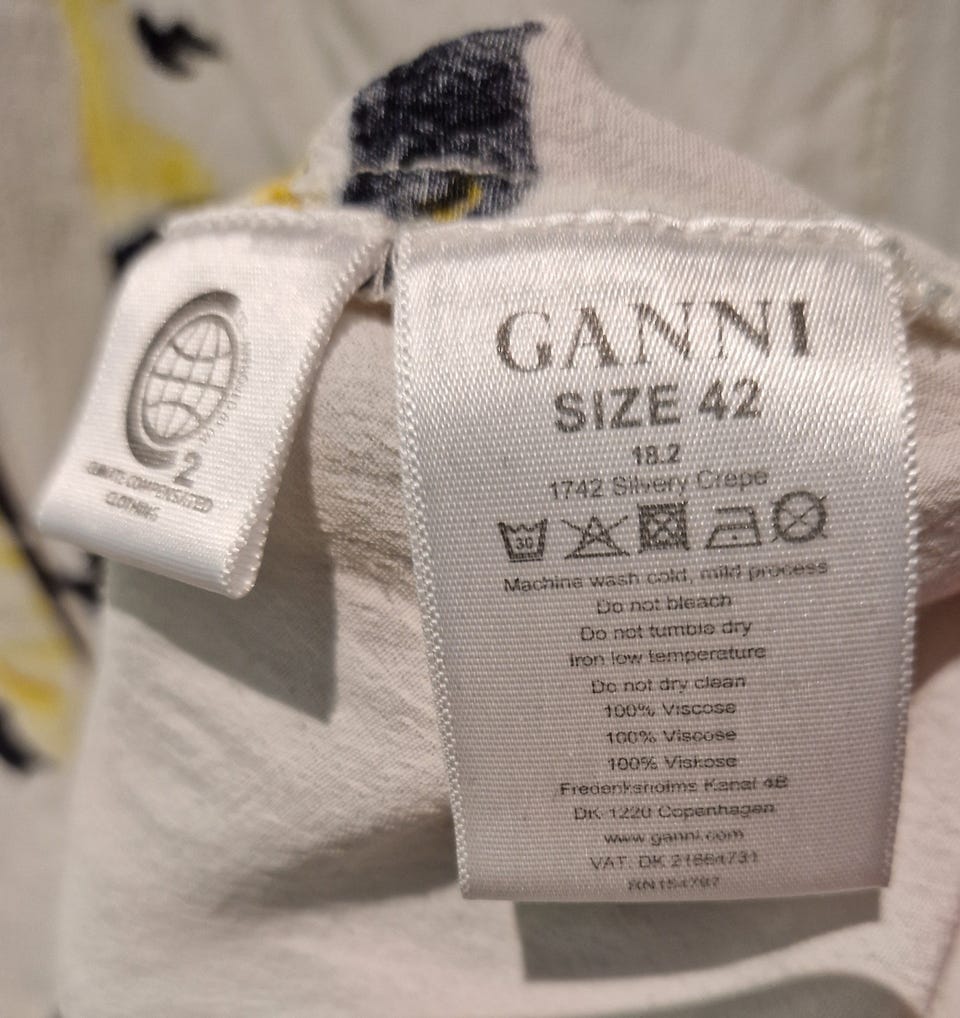 2
CLIMATE COMPENSATED
CLOTHING
GANNI
SIZE 42
18.2
1742 Silvery Crepe
30
Machine wash cold, mild process
Do not bleach
Do not tumble dry
Iron low temperature
Do not dry clean
100% Viscose
100% Viscose
100% Viskose
Frederiksholms Kanal 4B
DK-1220 Copenhagen
www.ganni.com
VAT. DK